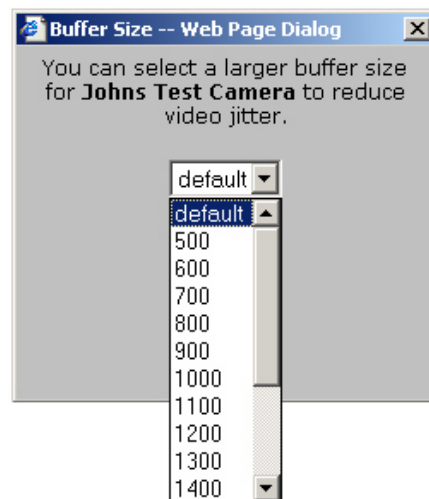 Buffer Size -- Web Page Dialog
You can select a larger buffer size
for Johns Test Camera to reduce
video jitter.
default
default
500
600
700
800
900
1000
1100
1200
1300
1400